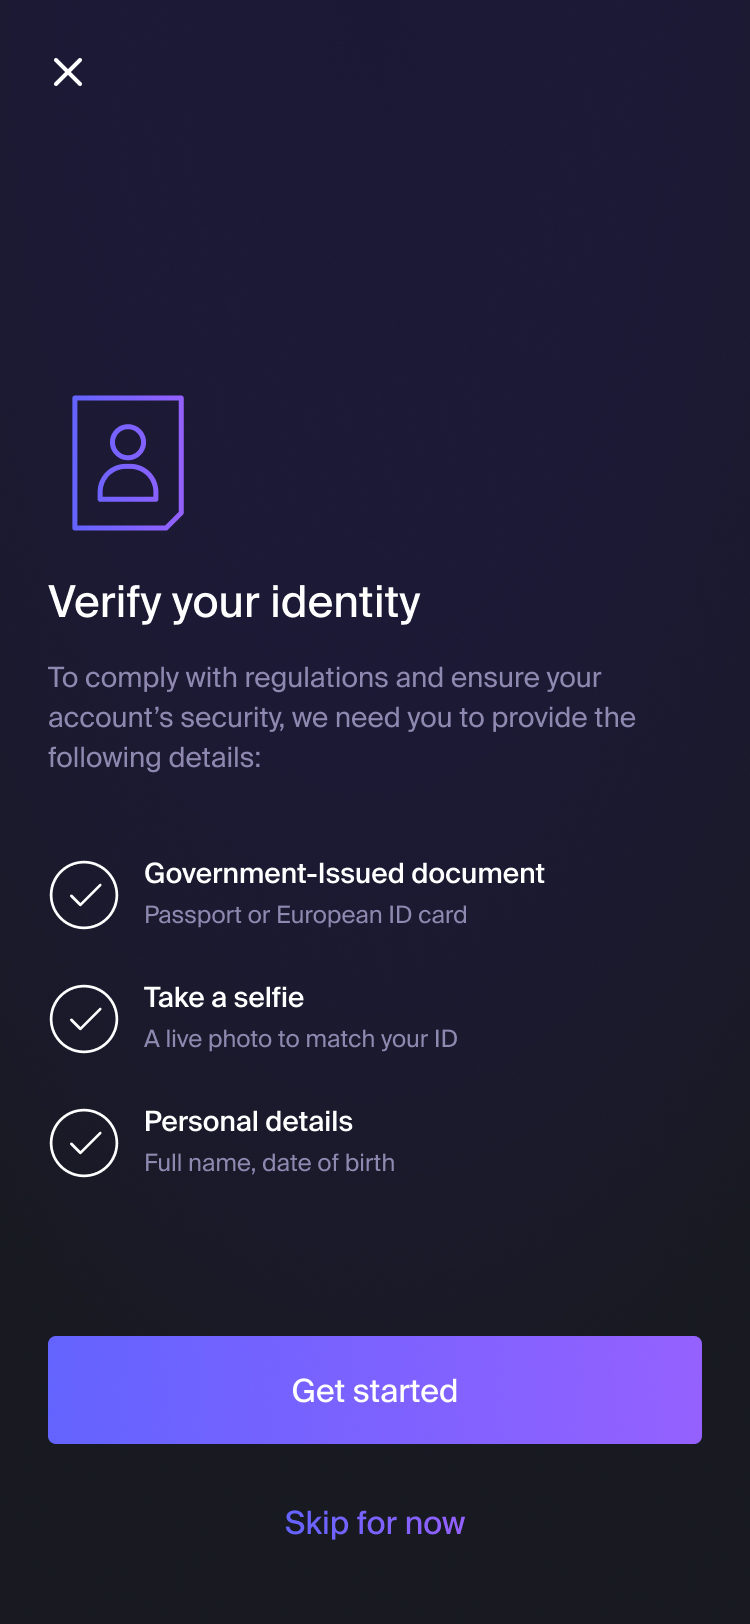 Verify your identity
To comply with regulations and ensure your
account’s security, we need you to provide the
following details:
Government-Issued document
Passport or European ID card
Take a selfie
A live photo to match your ID
Personal details
Full name, date of birth
Get started
Skip for now